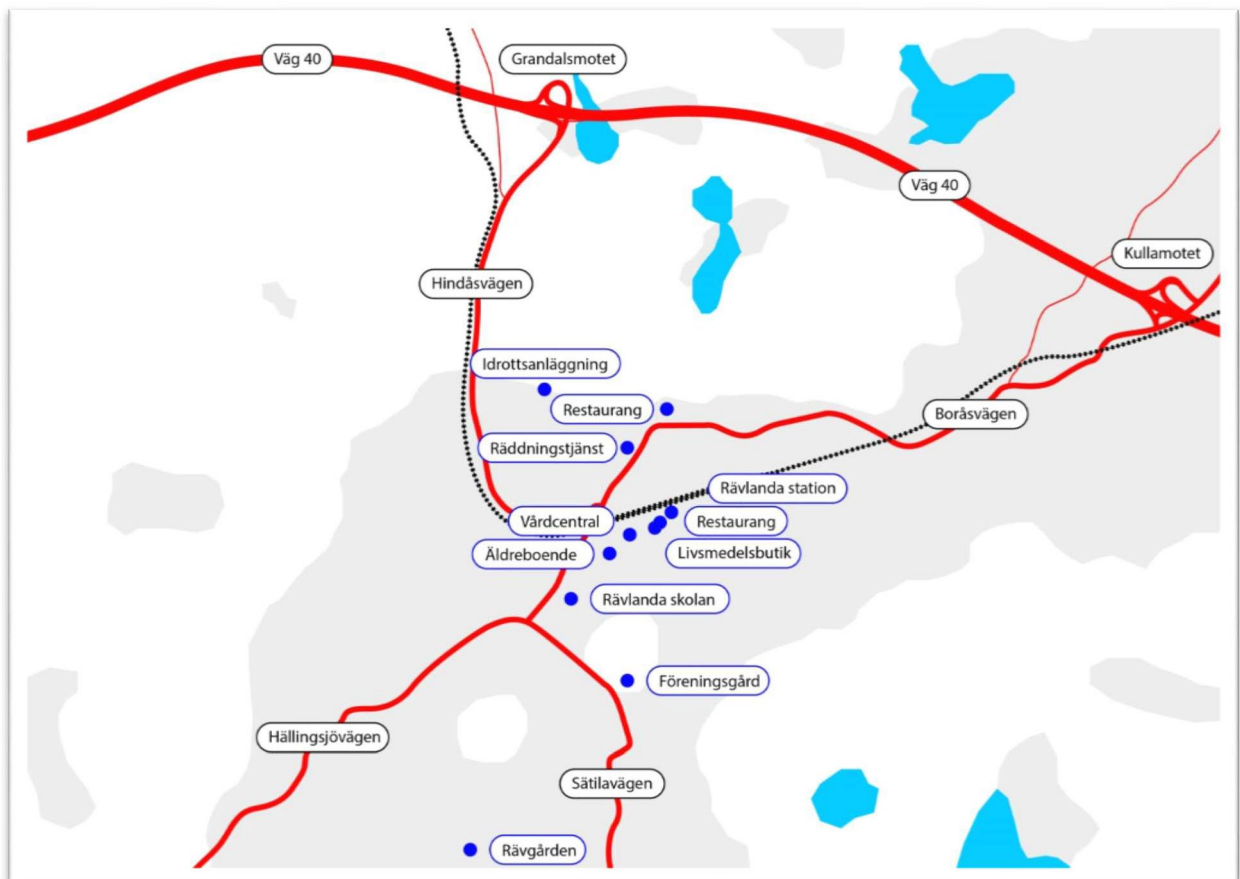 Väg 40
Grandalsmotet
Väg 40
Kullamotet
Hindåsvägen
Idrottsanläggning
Restaurang
Boråsvägen
Räddningstjänst
Rävlanda station
Vårdcentral
Restaurang
Äldreboende
Livsmedelsbutik
Rävlanda skolan
Föreningsgård
Hällingsjövägen
Sätilavägen
Rävgården